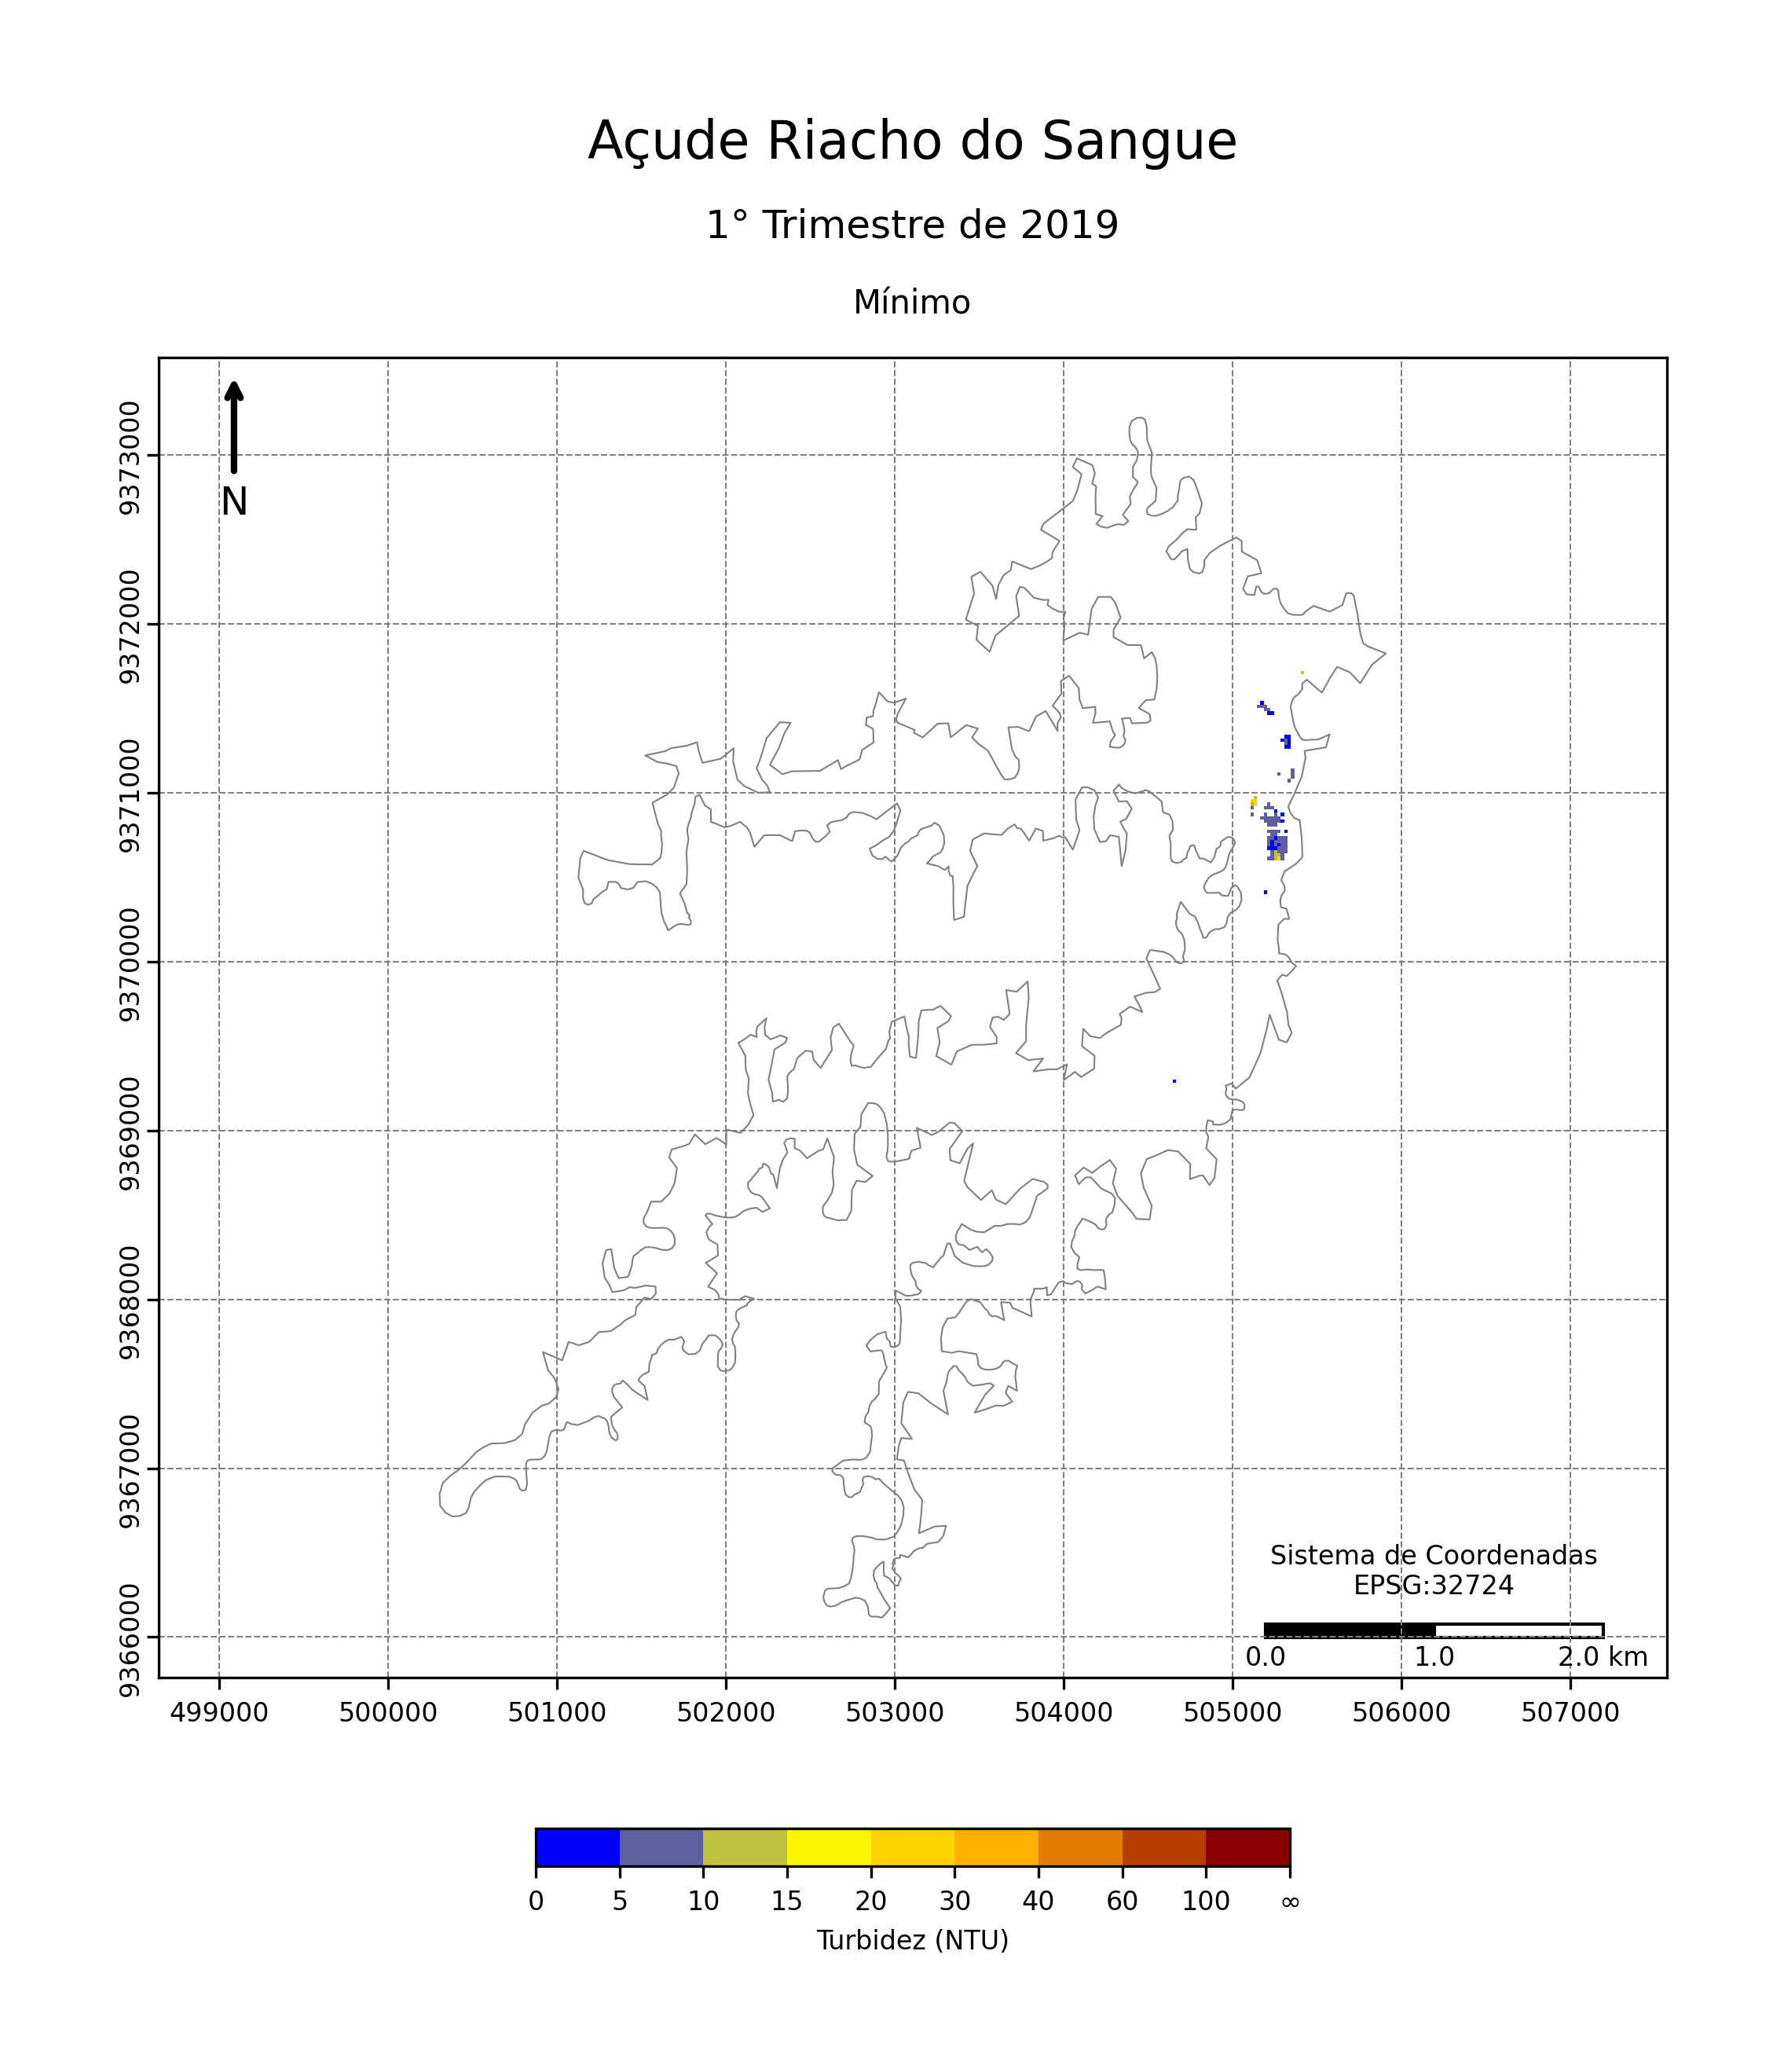 Açude Riacho do Sangue
1° Trimestre de 2019
Mínimo
N
9373000
9372000
9371000
9370000
9369000
9368000
9367000
9366000
Sistema de Coordenadas
EPSG:32724
0.0 1.0 2.0 km
499000 500000 501000 502000 503000 504000 505000 506000 507000
0 5 10 15 20 30 40 60 100 ∞
Turbidez (NTU)